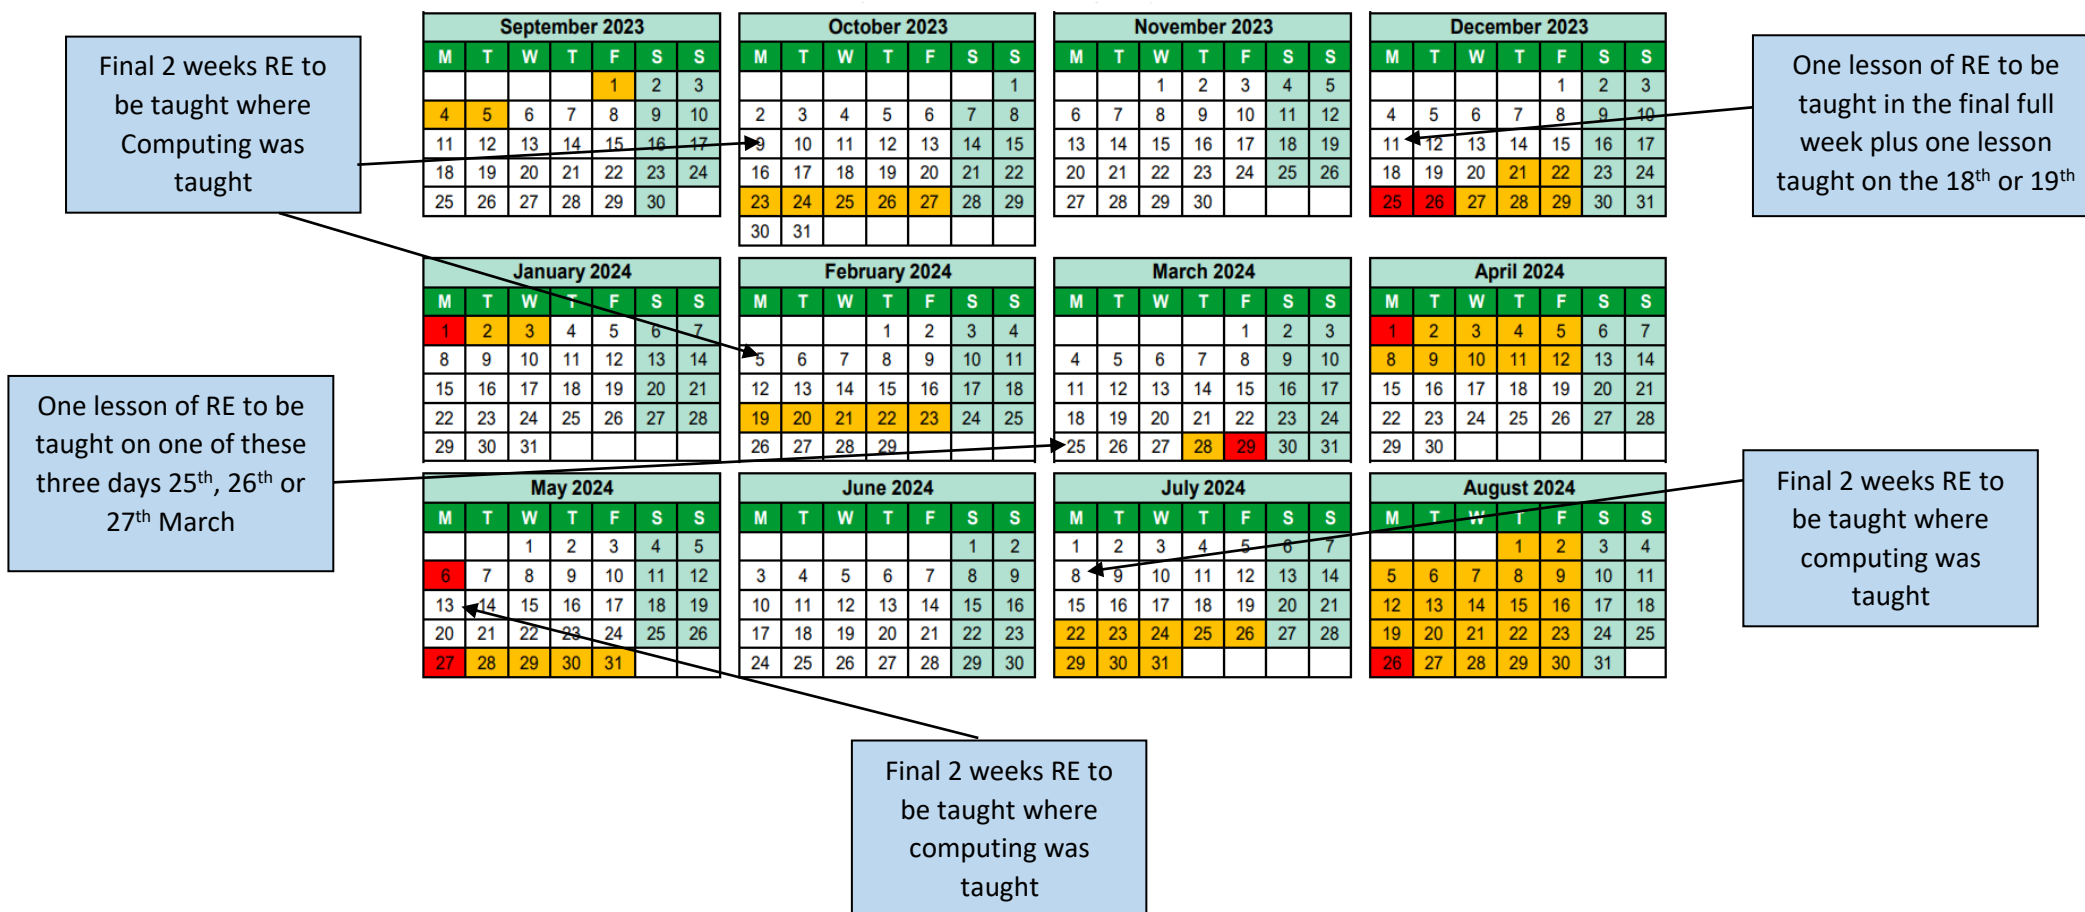 Final 2 weeks RE to
be taught where
Computing was
taught
One lesson of RE to be
taught on one of these
three days 25th, 26th or
27th March
September 2023
M T W T F S S
1 2 3
4 5 6 7 8 9 10
11 12 13 14 15 16 17
18 19 20 21 22 23 24
25 26 27 28 29 30
October 2023
M T W T F S S
1
2 3 4 5 6 7 8
9 10 11 12 13 14 15
16 17 18 19 20 21 22
23 24 25 26 27 28 29
30 31
November 2023
M T W T F S S
1 2 3 4 5
6 7 8 9 10 11 12
13 14 15 16 17 18 19
20 21 22 23 24 25 26
27 28 29 30
December 2023
M T W T F S S
1 2 3
4 5 6 7 8 9 10
11 12 13 14 15 16 17
18 19 20 21 22 23 24
25 26 27 28 29 30 31
January 2024
M T W T F S S
1 2 3 4 5 6 7
8 9 10 11 12 13 14
15 16 17 18 19 20 21
22 23 24 25 26 27 28
29 30 31
February 2024
M T W T F S S
1 2 3 4
5 6 7 8 9 10 11
12 13 14 15 16 17 18
19 20 21 22 23 24 25
26 27 28 29
March 2024
M T W T F S S
1 2 3
4 5 6 7 8 9 10
11 12 13 14 15 16 17
18 19 20 21 22 23 24
25 26 27 28 29 30 31
April 2024
M T W T F S S
1 2 3 4 5 6 7
8 9 10 11 12 13 14
15 16 17 18 19 20 21
22 23 24 25 26 27 28
29 30
May 2024
M T W T F S S
1 2 3 4 5
6 7 8 9 10 11 12
13 14 15 16 17 18 19
20 21 22 23 24 25 26
27 28 29 30 31
June 2024
M T W T F S S
1 2
3 4 5 6 7 8 9
10 11 12 13 14 15 16
17 18 19 20 21 22 23
24 25 26 27 28 29 30
July 2024
M T W T F S S
1 2 3 4 5 6 7
8 9 10 11 12 13 14
15 16 17 18 19 20 21
22 23 24 25 26 27 28
29 30 31
August 2024
M T W T F S S
1 2 3 4
5 6 7 8 9 10 11
12 13 14 15 16 17 18
19 20 21 22 23 24 25
26 27 28 29 30 31
One lesson of RE to be
taught in the final full
week plus one lesson
taught on the 18th or 19th
Final 2 weeks RE to
be taught where
computing was
taught
Final 2 weeks RE to
be taught where
computing was
taught